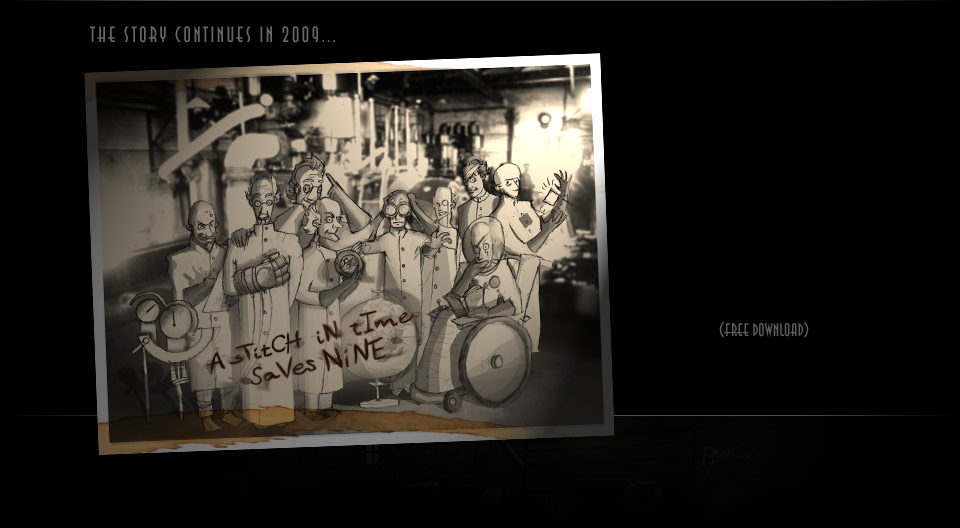 THE STORY CONTINUES IN 2009...
A sTitCH iN tIme
SaVes NiNE
(FREE DOWNLOAD)